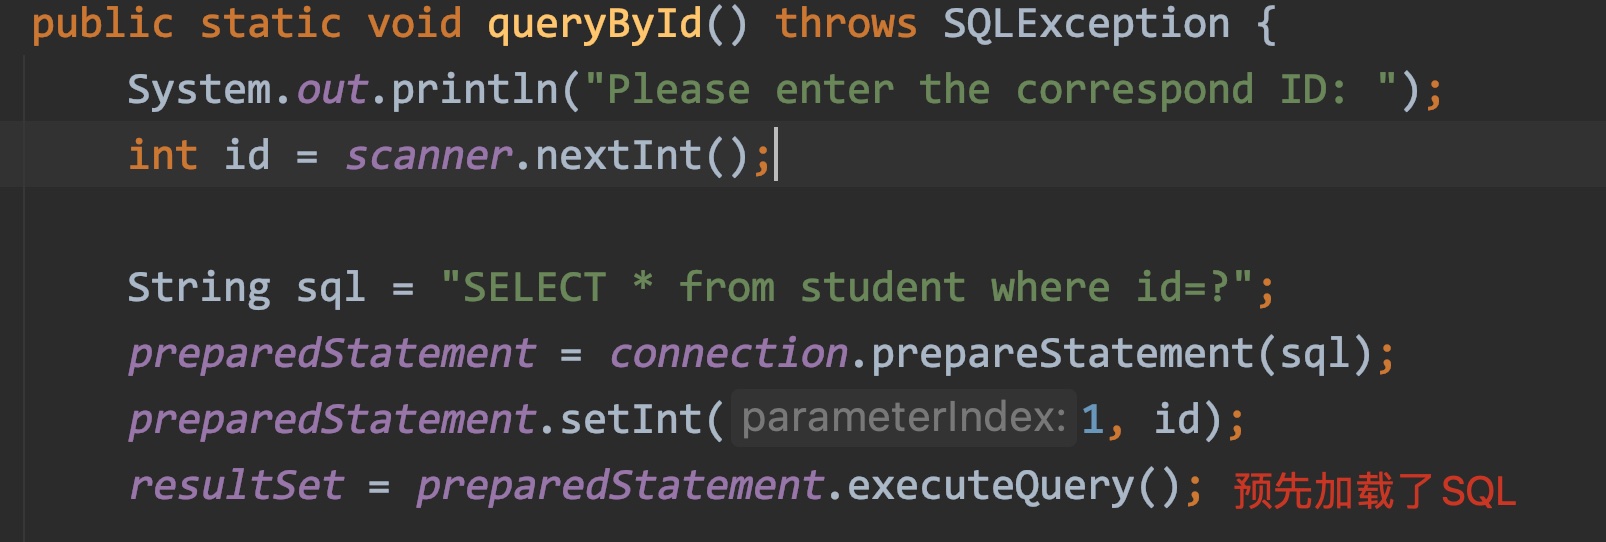 public static void queryById() throws SQLException {
System.out.println("Please enter the correspond ID: ");
int id = scanner.nextInt();
String sql = "SELECT * from student where id=?";
preparedStatement = connection.prepareStatement(sql);
preparedStatement.setInt( parameterIndex: 1, id);
resultSet = preparedStatement.executeQuery(); 预先加载了SQL